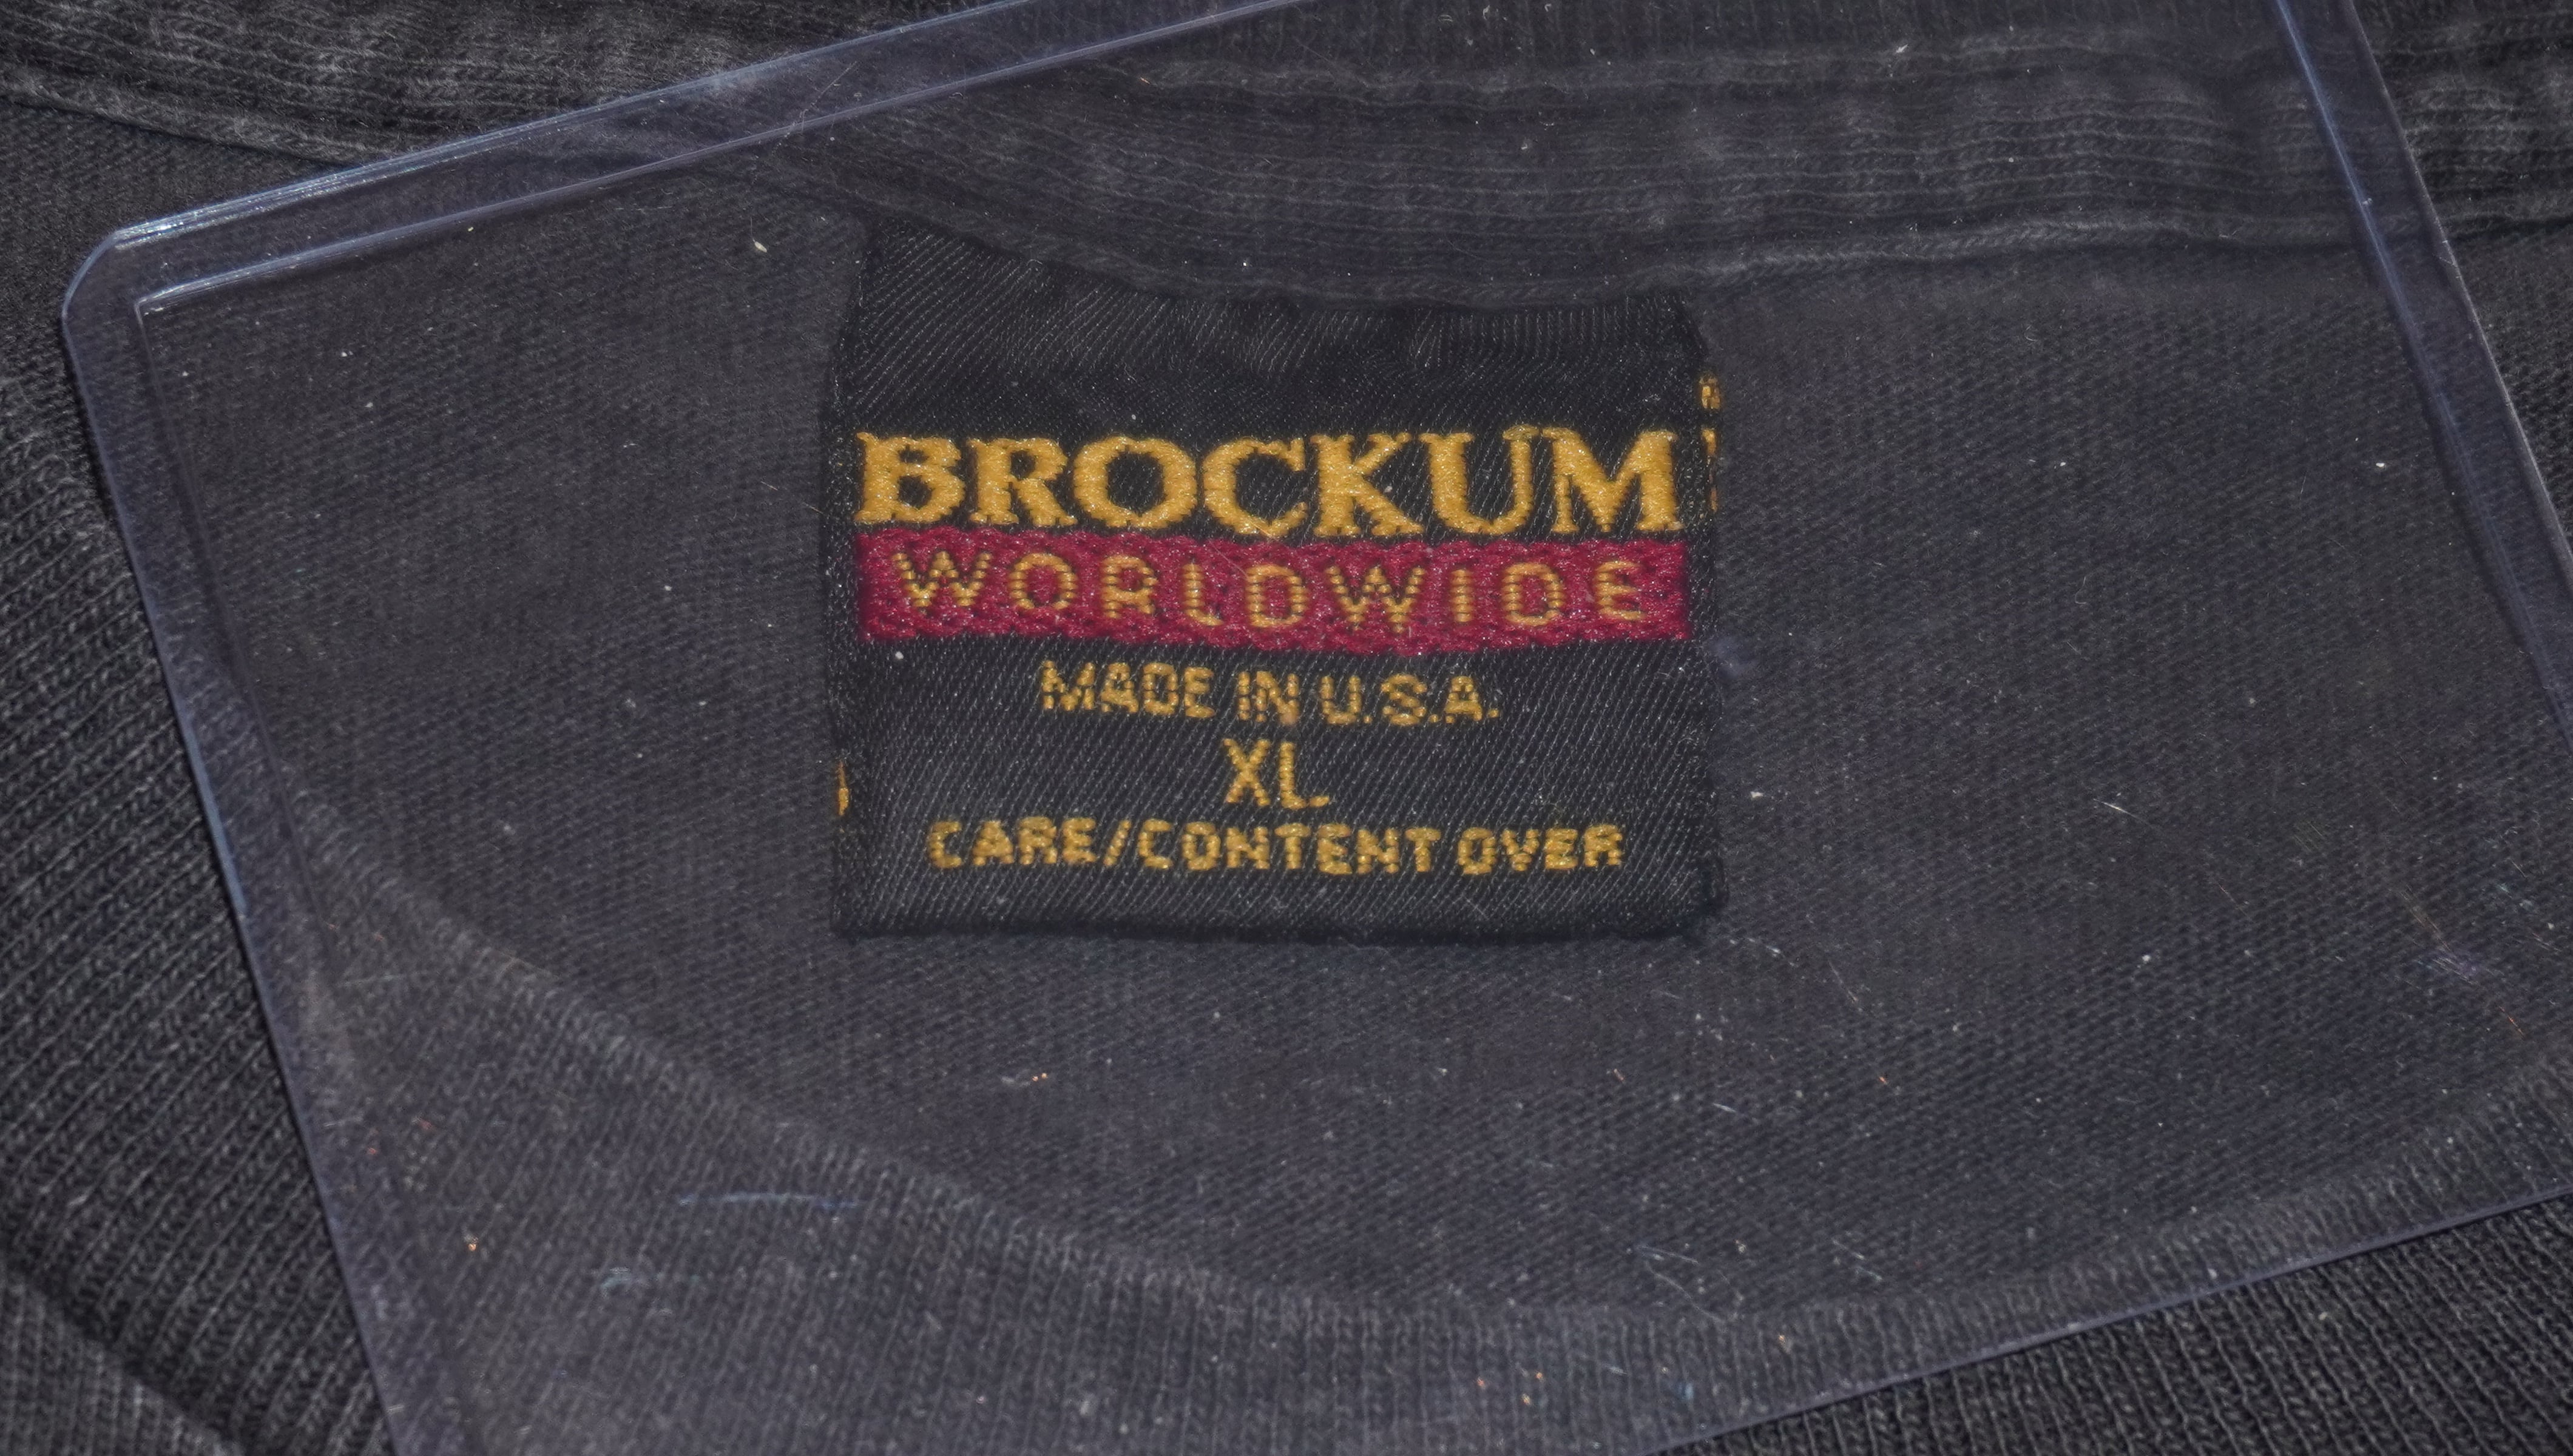 BROCKUM
WORLDWIDE
MADE IN U.S.A.
XL
CARE/CONTENT OVER